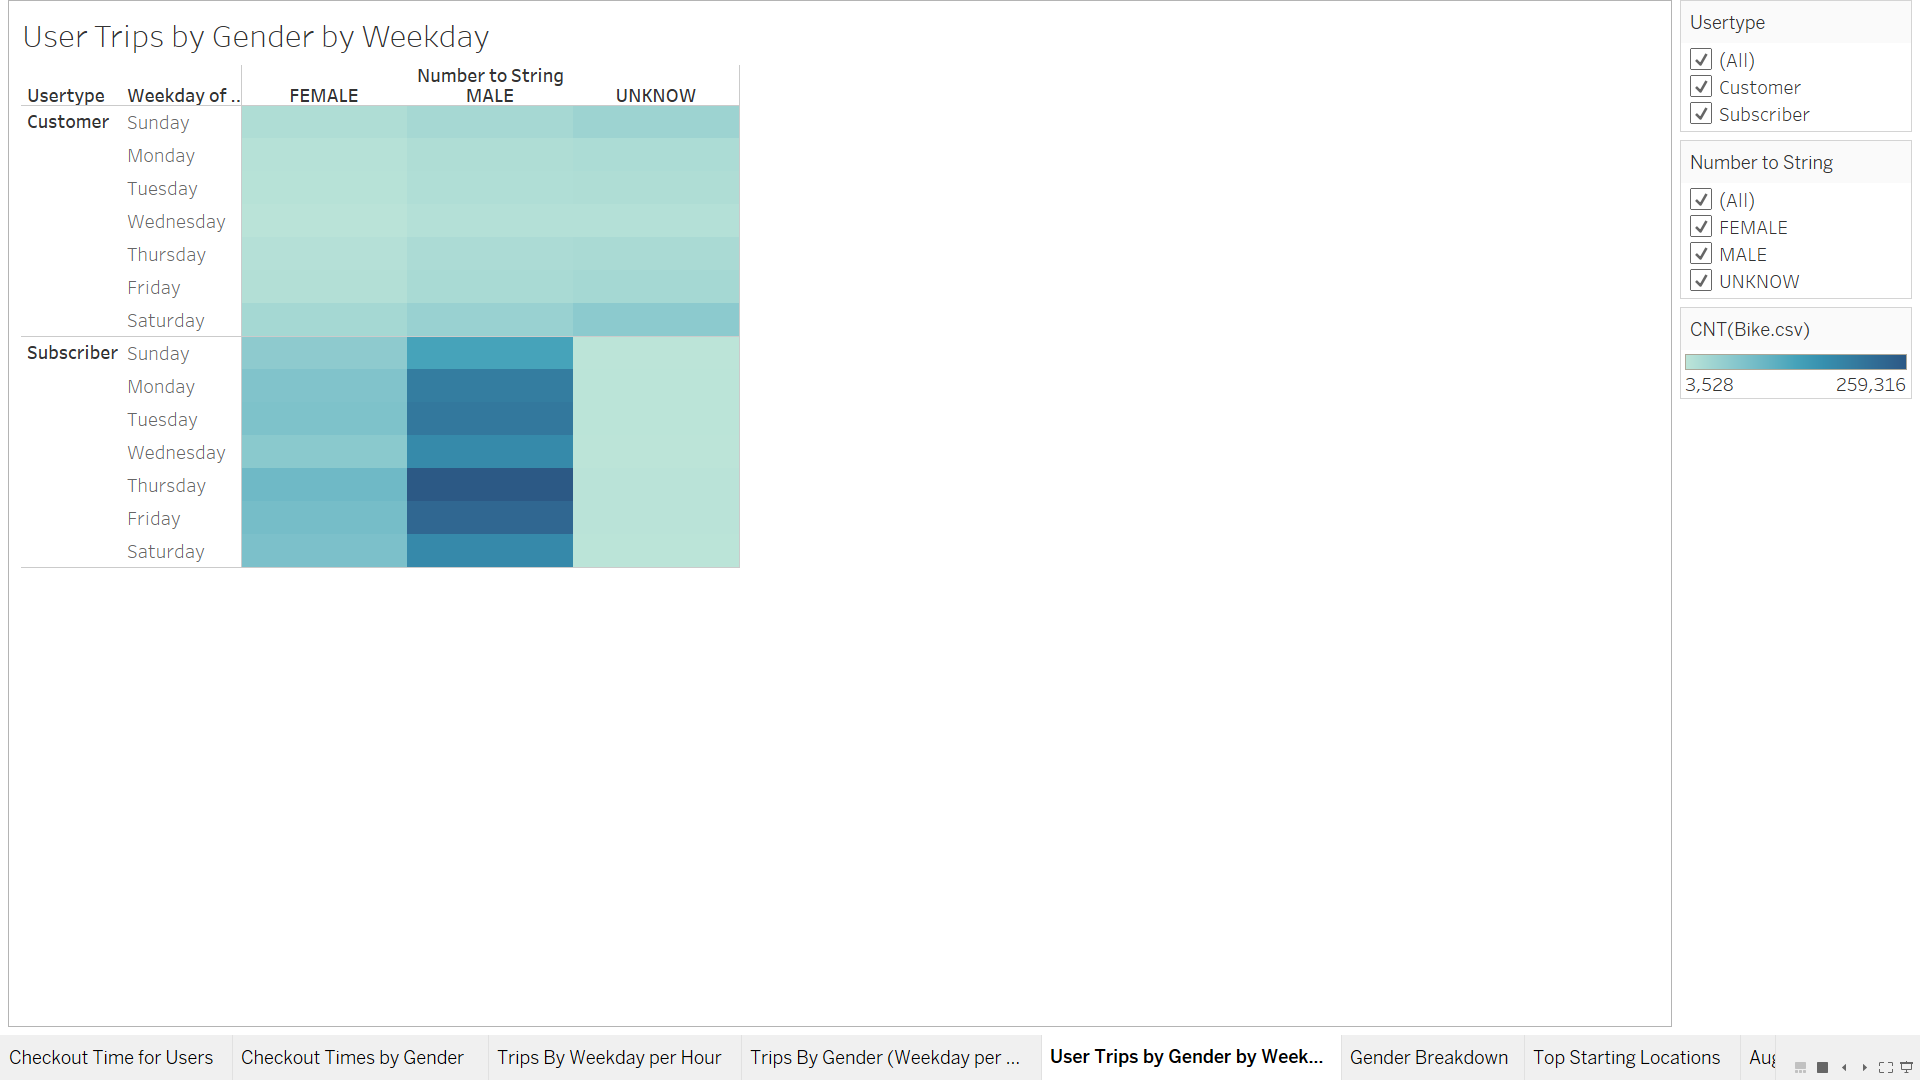 User Trips by Gender by Weekday
Number to String
Usertype Weekday of .. FEMALE MALE UNKNOW
Customer Sunday
Monday
Tuesday
Wednesday
Thursday
Friday
Saturday
Subscriber Sunday
Monday
Tuesday
Wednesday
Thursday
Friday
Saturday
Usertype
(All)
Customer
Subscriber
Number to String
(All)
FEMALE
MALE
UNKNOW
CNT(Bike.csv)
3,528 259,316
Checkout Time for Users Checkout Times by Gender Trips By Weekday per Hour Trips By Gender (Weekday per ... User Trips by Gender by Week... Gender Breakdown Top Starting Locations Aug